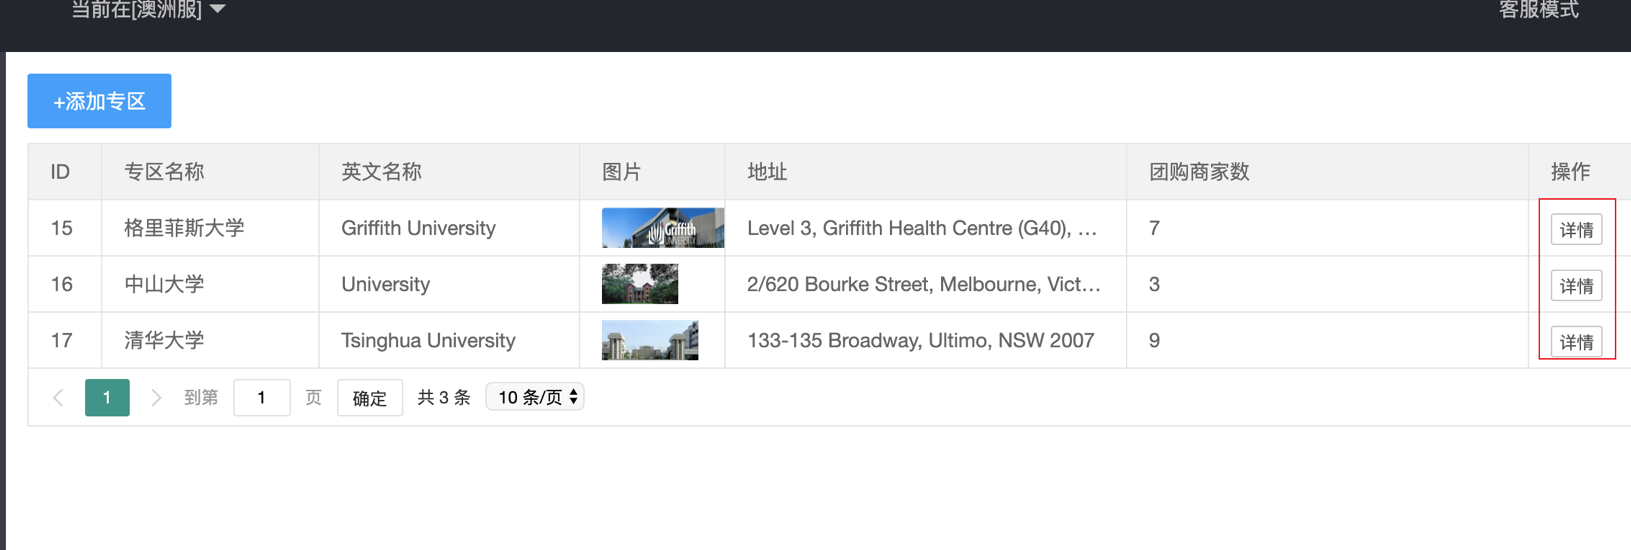 当前在[澳洲服] 客服模式
+添加专区
ID 专区名称 英文名称 图片 地址 团购商家数 操作
15 格里菲斯大学 Griffith University Griffith UNIVERSITY Level 3, Griffith Health Centre (G40), ... 7 详情
16 中山大学 University 2/620 Bourke Street, Melbourne, Vict... 3 详情
17 清华大学 Tsinghua University 133-135 Broadway, Ultimo, NSW 2007 9 详情
1 到第 1 页 确定 共 3 条 10 条/页